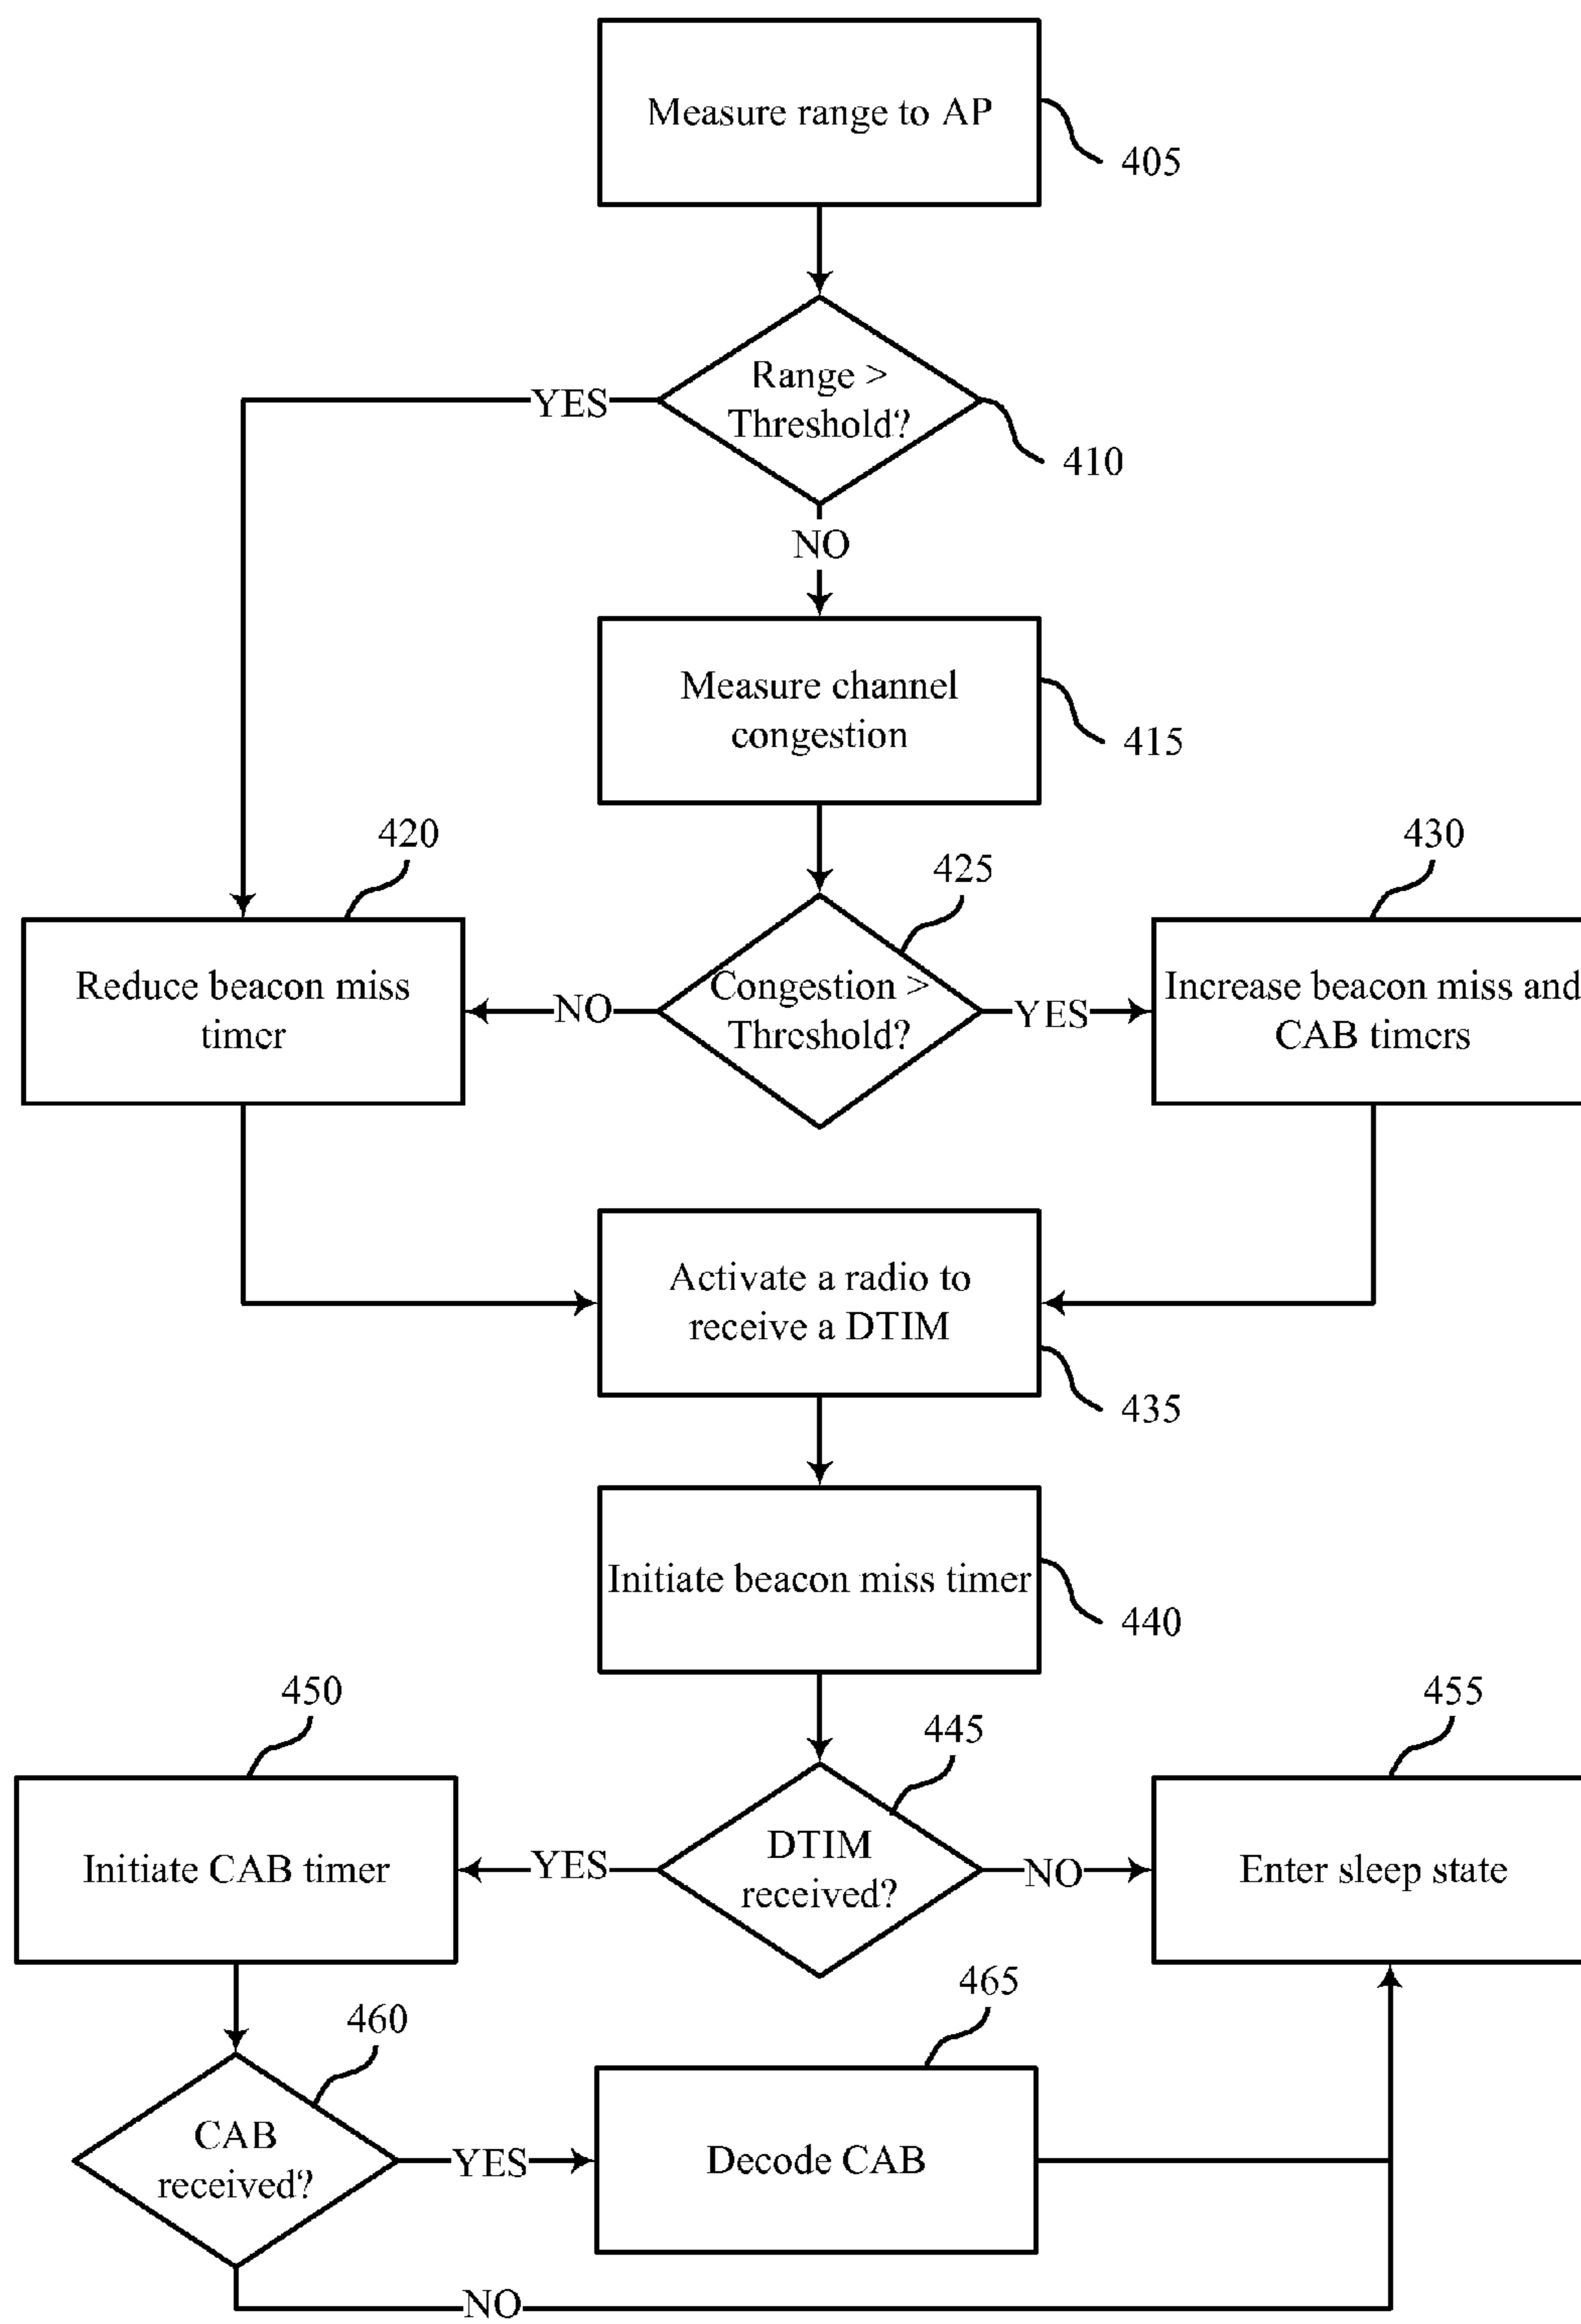 Measure range to AP
405
Range >
Threshold?
410
YES
NO
Measure channel
congestion
415
420
425
430
Reduce beacon miss
timer
NO
Congestion >
Threshold?
YES
Increase beacon miss and
CAB timers
Activate a radio to
receive a DTIM
435
Initiate beacon miss timer
440
450
445
455
Initiate CAB timer
YES
DTIM
received?
NO
Enter sleep state
460
465
CAB
received?
YES
Decode CAB
NO